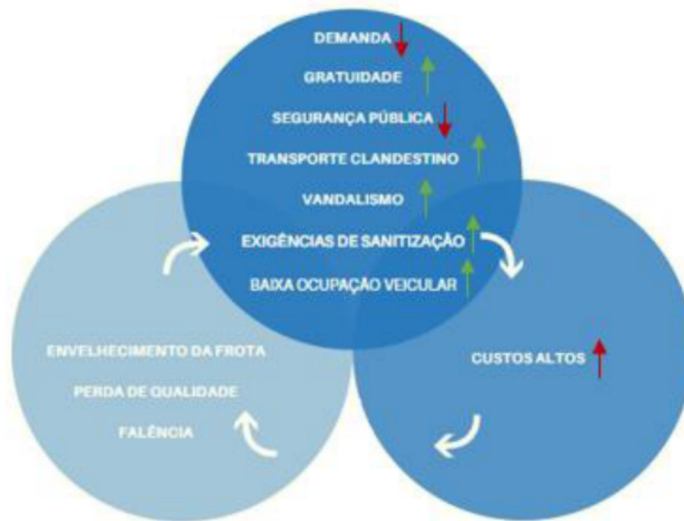 DEMANDA
GRATUIDADE
SEGURANÇA PÚBLICA
TRANSPORTE CLANDESTINO
VANDALISMO
EXIGÊNCIAS DE SANITIZAÇÃO
BAIXA OCUPAÇÃO VEICULAR
CUSTOS ALTOS
ENVELHECIMENTO DA FROTA
PERDA DE QUALIDADE
FALÊNCIA